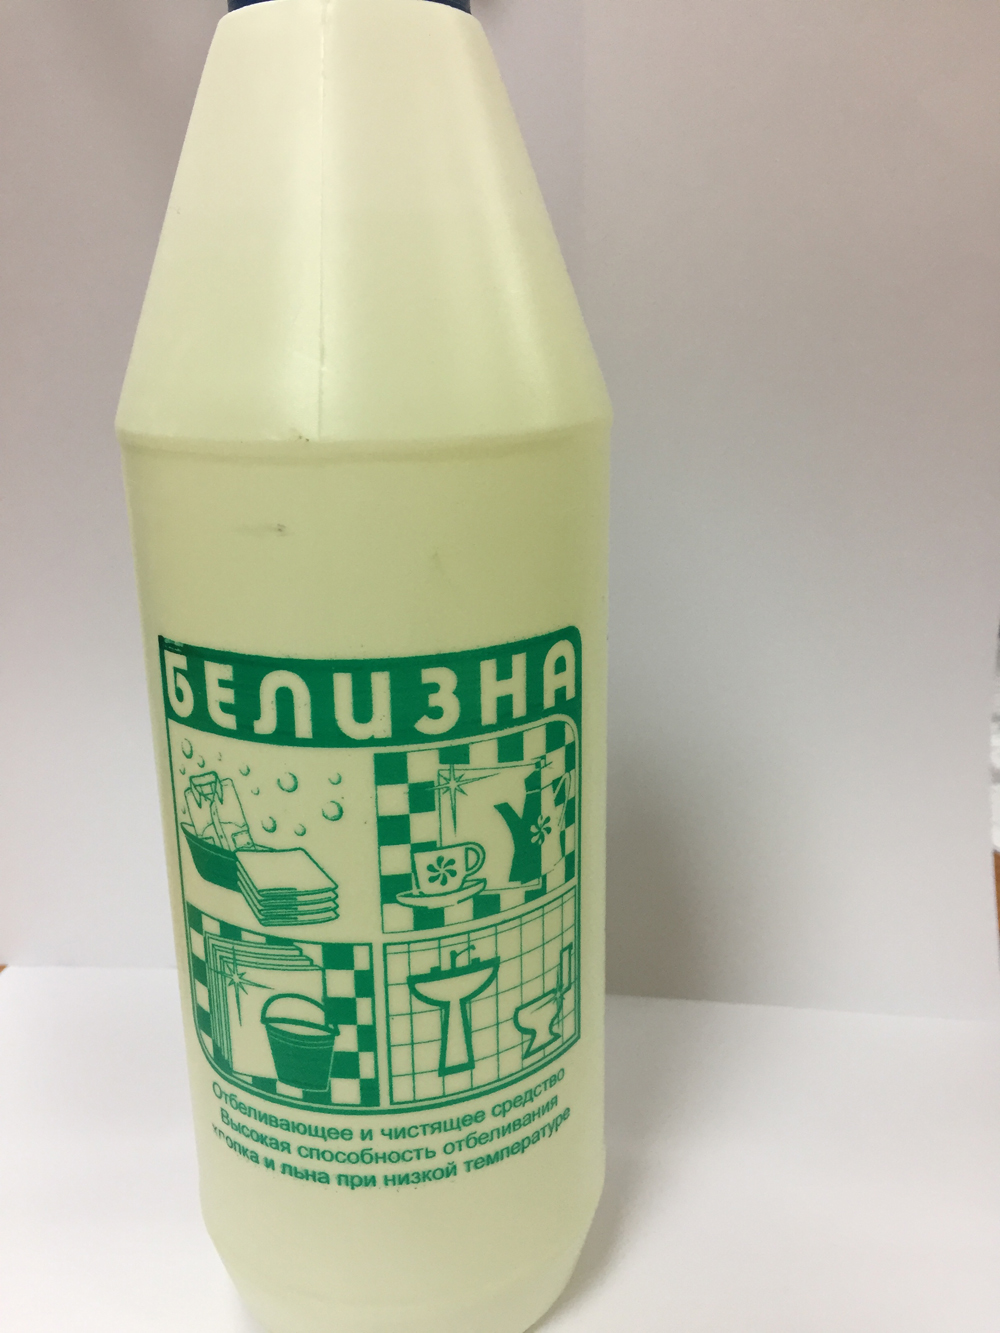 БЕЛИЗНА
Отбеливающее и чистящее средство
Высокая способность отбеливания
хлопка и льна при низкой температуре